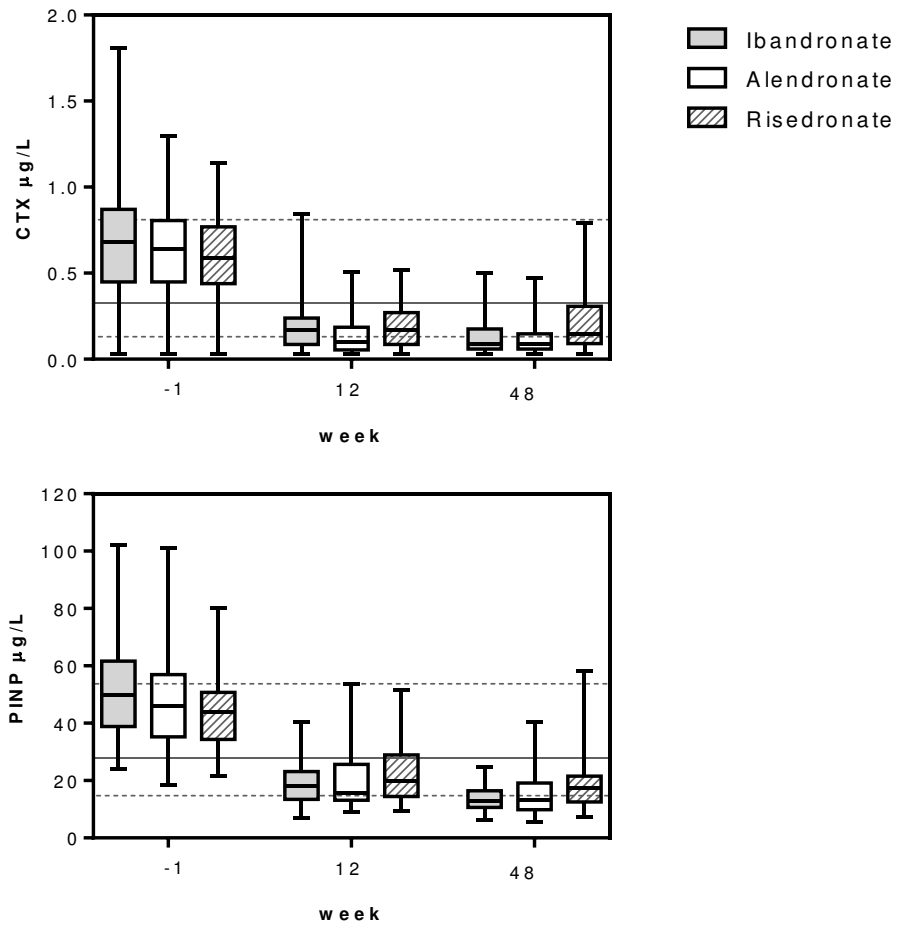 2.0
1.5
1.0
0.5
0.0
CTX µg/L
-1
12
48
week
Ibandronate
Alendronate
Risedronate
120
100
80
60
40
20
0
PINP µg/L
-1
12
48
week